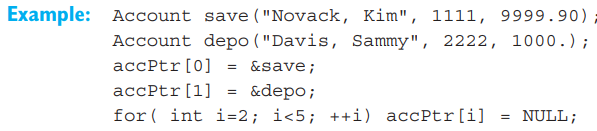 Example: Account save("Novack, Kim", 1111, 9999.90);
Account depo("Davis, Sammy", 2222, 1000.);
accPtr[0] = &save;
accPtr[1] = &depo;
for( int i=2; i<5; ++i) accPtr[i] = NULL;